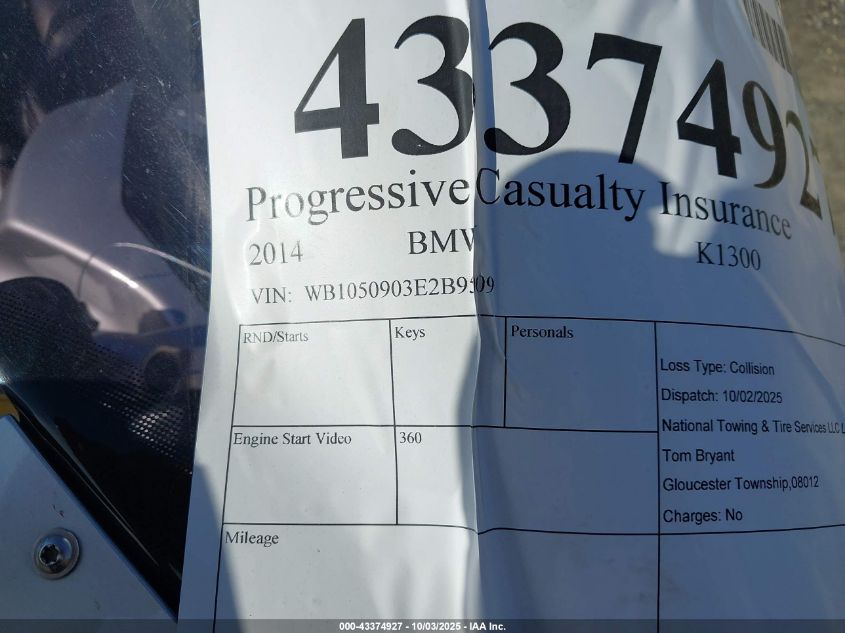 43374927
Progressive Casualty Insurance
2014 BMW K1300
VIN:
RND/Starts Keys Personals
Loss Type: Collision
Dispatch: 10/02/2025
National Towing & Tire Services LLC
Engine Start Video 360
Tom Bryant
Gloucester Township,08012
Charges: No
Mileage
000-43374927 | 10/03/2025 | IAA Inc.